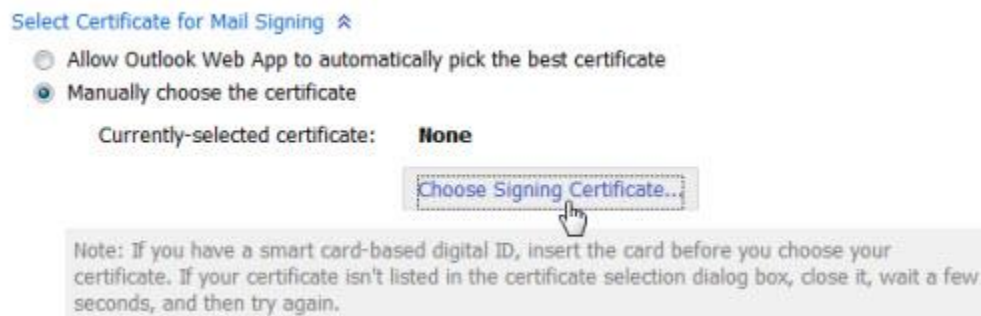 Select Certificate for Mail Signing
Allow Outlook Web App to automatically pick the best certificate
Manually choose the certificate
Currently-selected certificate: None
Choose Signing Certificate...
Note: If you have a smart card-based digital ID, insert the card before you choose your
certificate. If your certificate isn't listed in the certificate selection dialog box, close it, wait a few
seconds, and then try again.